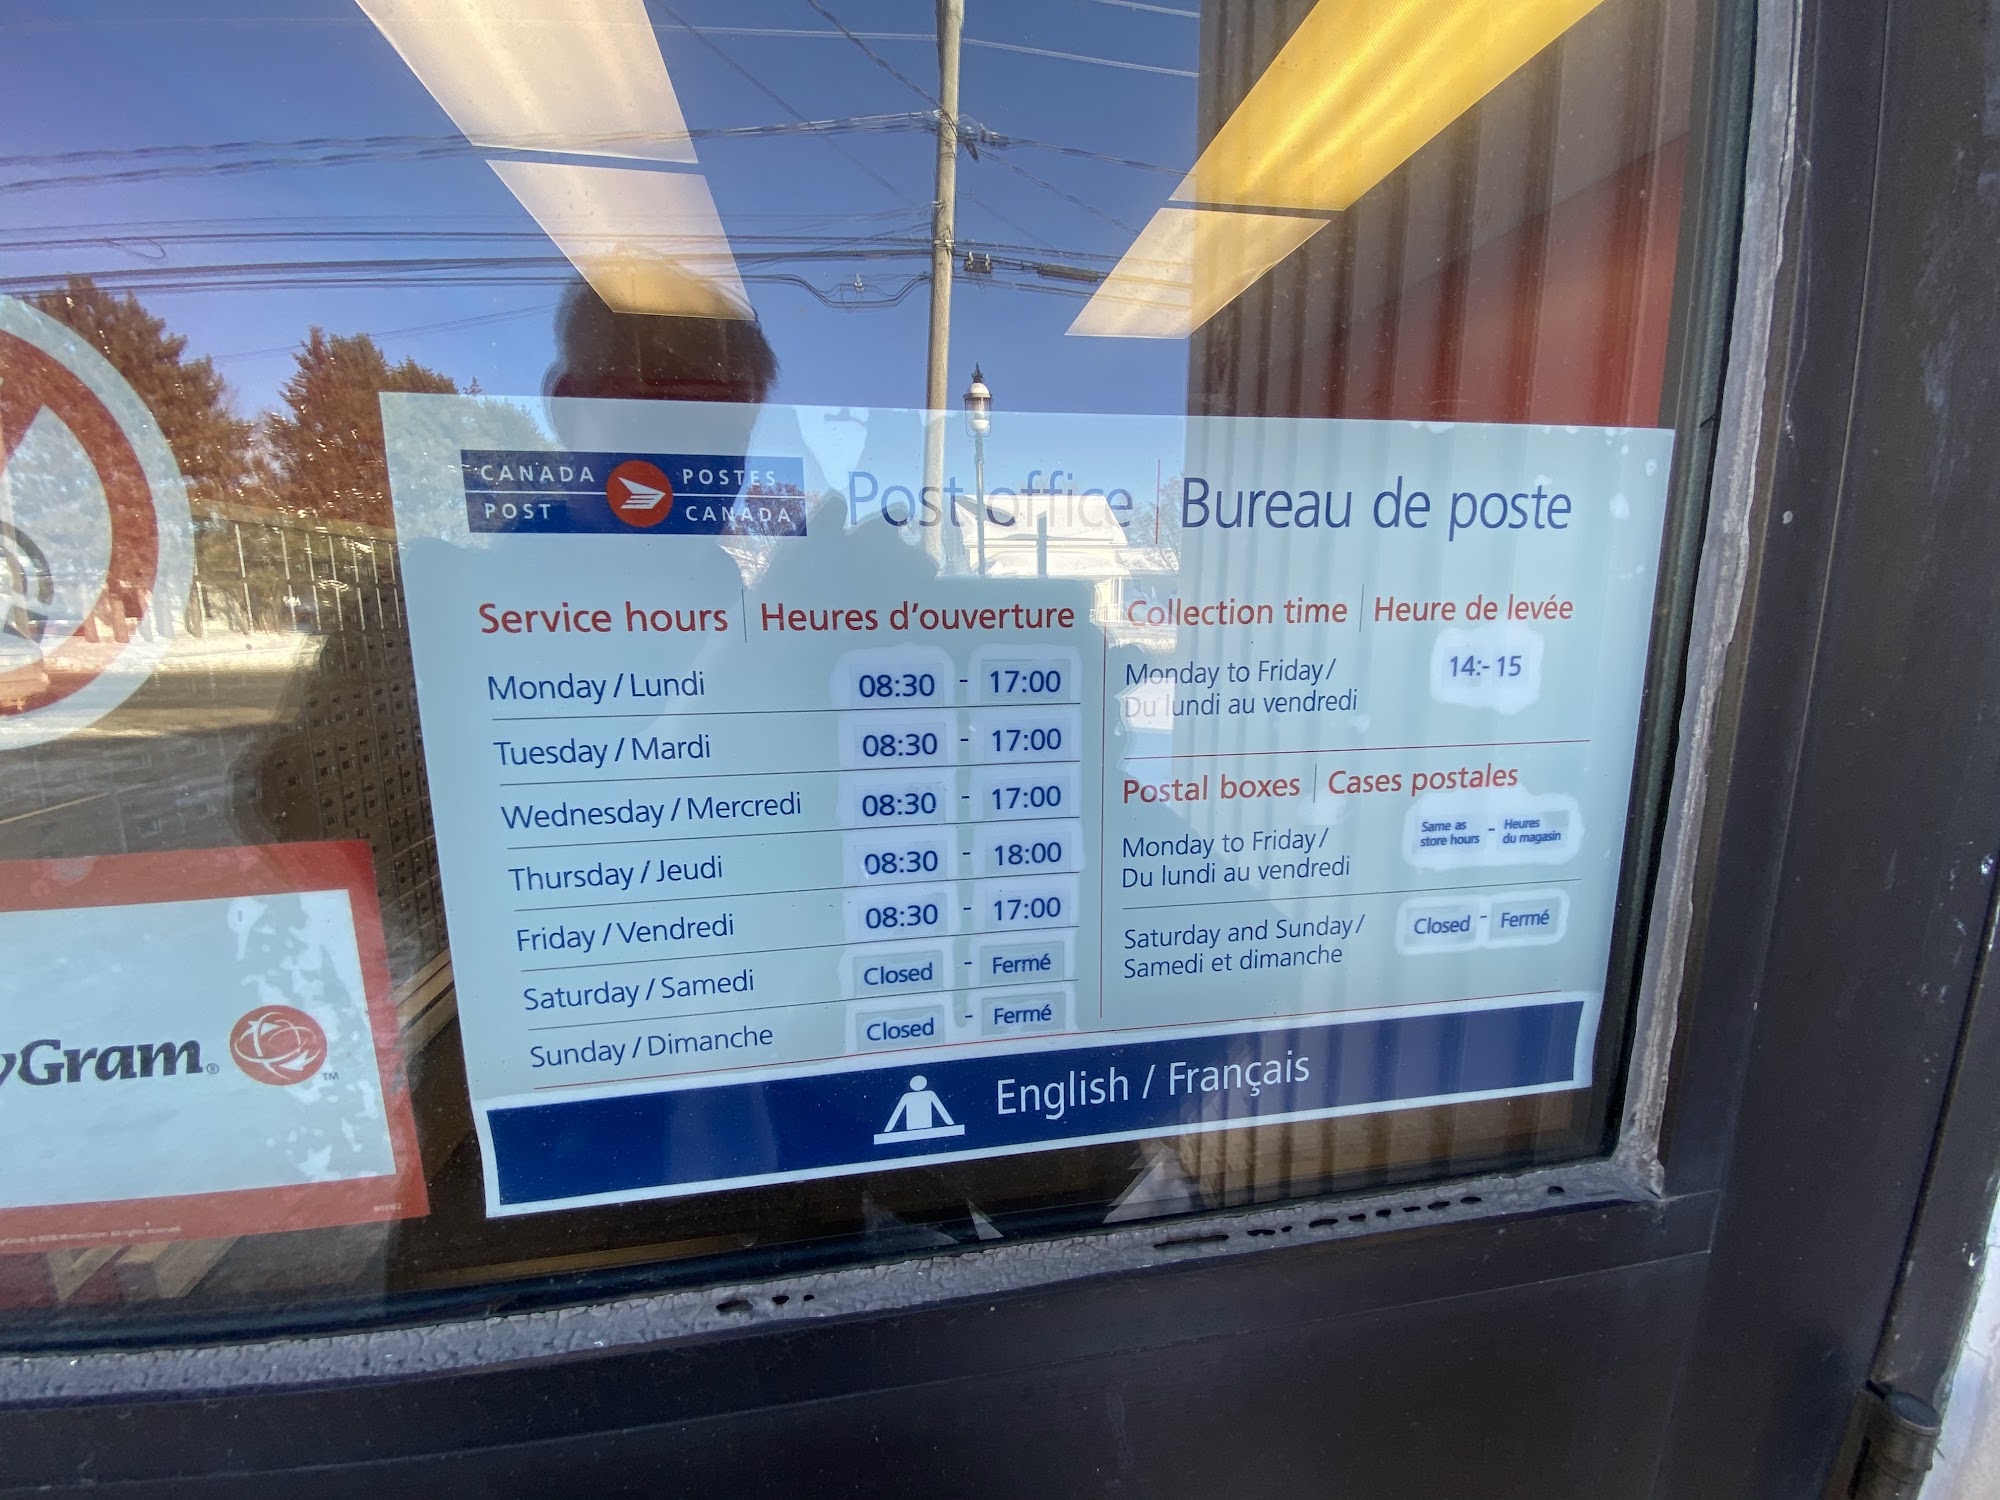 CANADA POSTES
POST CANADA
Post office | Bureau de poste
Service hours | Heures d'ouverture
Monday / Lundi 08:30 - 17:00
Tuesday / Mardi 08:30 - 17:00
Wednesday / Mercredi 08:30 - 17:00
Thursday / Jeudi 08:30 - 18:00
Friday / Vendredi 08:30 - 17:00
Saturday / Samedi Closed - Fermé
Sunday / Dimanche Closed - Fermé
Collection time | Heure de levée
Monday to Friday / 14:- 15
Du lundi au vendredi
Postal boxes | Cases postales
Monday to Friday / Same as store hours - Heures du magasin
Du lundi au vendredi
Saturday and Sunday / Closed - Fermé
Samedi et dimanche
English / Français
yGram.® TM